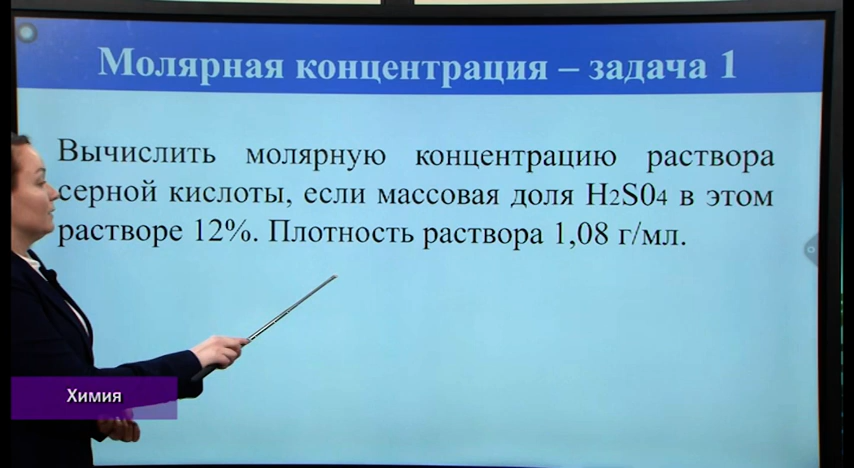 Молярная концентрация – задача 1
Вычислить молярную концентрацию раствора
серной кислоты, если массовая доля H2S04 в этом
растворе 12%. Плотность раствора 1,08 г/мл.
Химия